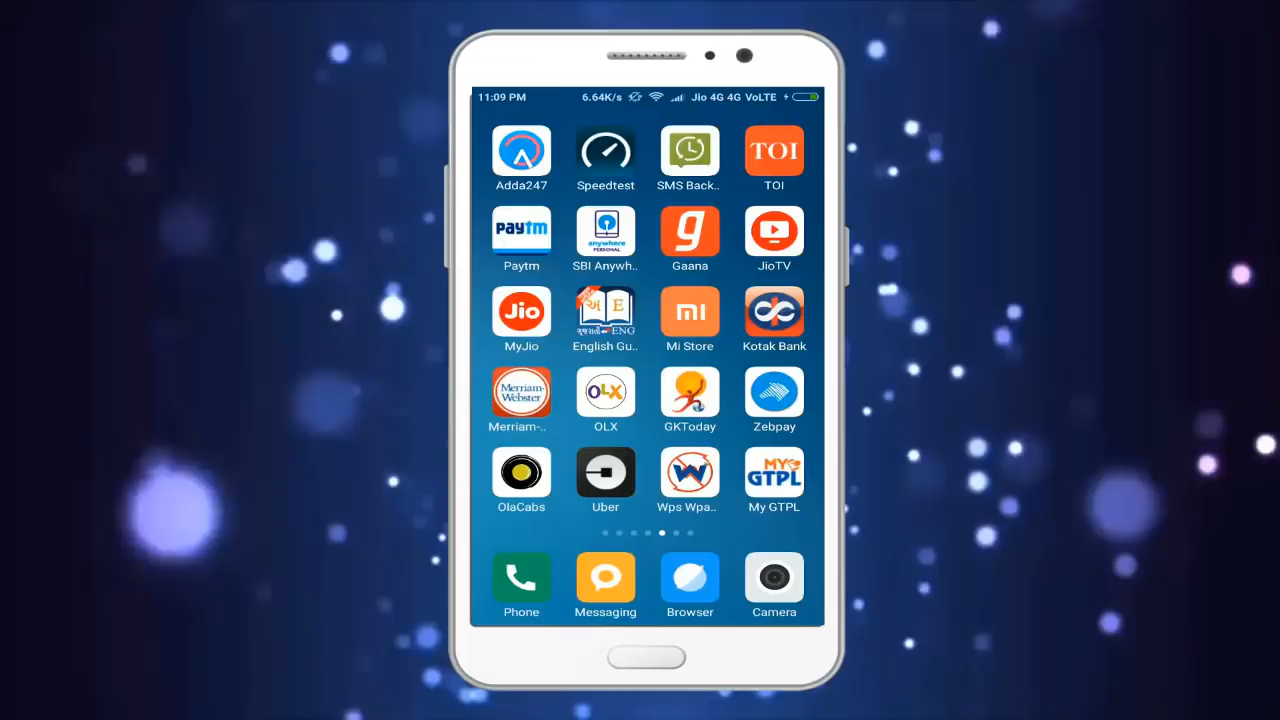 11:09 PM 6.64K/s Jio 4G 4G VoLTE
TOI
Adda247 Speedtest SMS Back.. TOI
paytm anywhere PERSONAL g
Paytm SBI Anywh.. Gaana JioTV
Jio અ E ગુજરાતી ENG mi
MyJio English Gu.. Mi Store Kotak Bank
Merriam-Webster OLX
Merriam-.. OLX GKToday Zebpay
W MY GTPL
OlaCabs Uber Wps Wpa.. My GTPL
Phone Messaging Browser Camera